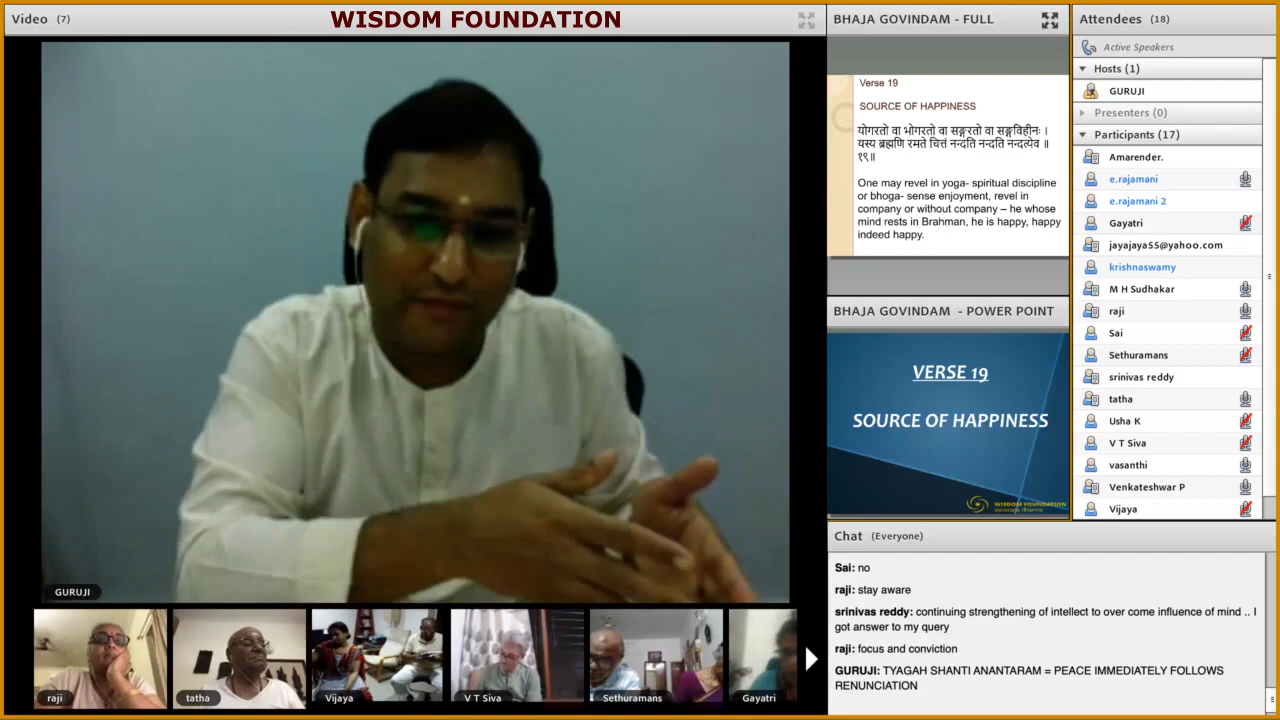 Video (7)
WISDOM FOUNDATION
GURUJI
raji
tatha
Vijaya
V T Siva
Sethuramans
Gayatri
BHAJA GOVINDAM - FULL
Verse 19
SOURCE OF HAPPINESS
योगरतो वा भोगरतो वा सङ्गरतो वा सङ्गविहीनः ।
यस्य ब्रह्मणि रमते चित्तं नन्दति नन्दति नन्दत्येव ॥
१९॥
One may revel in yoga- spiritual discipline
or bhoga- sense enjoyment, revel in
company or without company – he whose
mind rests in Brahman, he is happy, happy
indeed happy.
BHAJA GOVINDAM - POWER POINT
VERSE 19
SOURCE OF HAPPINESS
WISDOM FOUNDATION
Attendees (18)
Active Speakers
Hosts (1)
GURUJI
Presenters (0)
Participants (17)
Amarender.
e.rajamani
e.rajamani 2
Gayatri
jayajaya55@yahoo.com
krishnaswamy
M H Sudhakar
raji
Sai
Sethuramans
srinivas reddy
tatha
Usha K
V T Siva
vasanthi
Venkateshwar P
Vijaya
Chat (Everyone)
Sai: no
raji: stay aware
srinivas reddy: continuing strengthening of intellect to over come influence of mind .. I
got answer to my query
raji: focus and conviction
GURUJI: TYAGAH SHANTI ANANTARAM = PEACE IMMEDIATELY FOLLOWS
RENUNCIATION